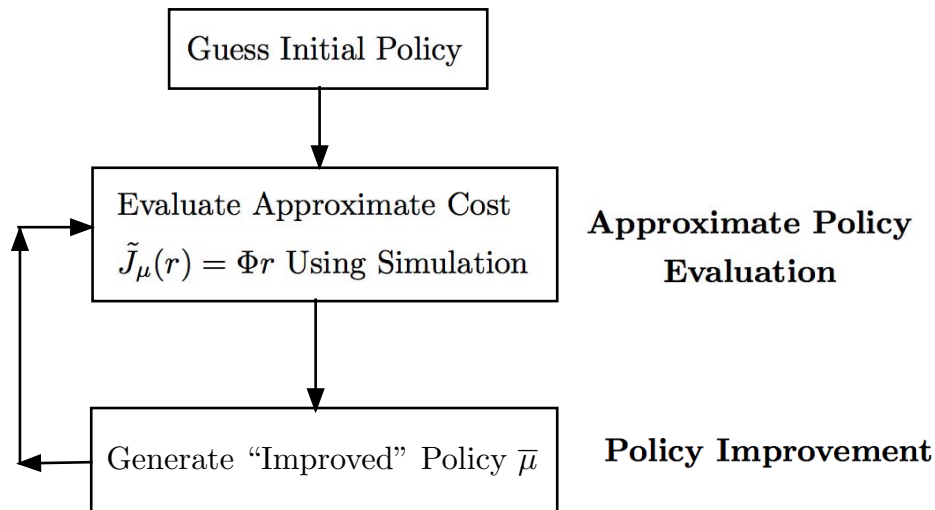 Guess Initial Policy
Evaluate Approximate Cost
J̃μ(r) = Φr Using Simulation
Approximate Policy
Evaluation
Generate “Improved” Policy μ̅
Policy Improvement